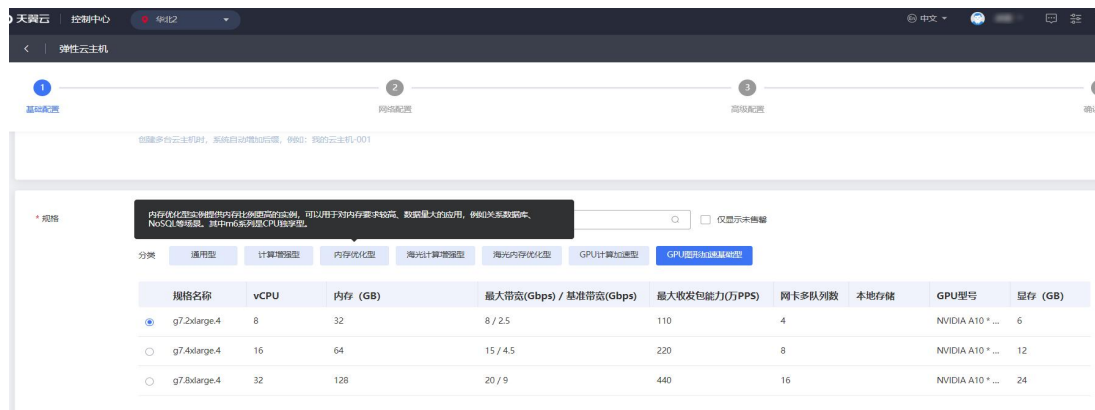 天翼云 控制中心 华北2 中文
弹性云主机
1 2 3
基础配置 网络配置 高级配置 确认
创建多台云主机时，系统自动增加后缀，例如：我的云主机-001
* 规格
内存优化型实例提供内存比例更高的实例，可以用于对内存要求较高、数据量大的应用，例如关系数据库、
NoSQL等场景。其中m6系列是CPU独享型。
仅显示未售罄
分类 通用型 计算增强型 内存优化型 海光计算增强型 海光内存优化型 GPU计算加速型 GPU图形加速基础型
规格名称 vCPU 内存（GB） 最大带宽(Gbps) / 基准带宽(Gbps) 最大收发包能力(万PPS) 网卡多队列数 本地存储 GPU型号 显存（GB）
g7.2xlarge.4 8 32 8 / 2.5 110 4 NVIDIA A10 * ... 6
g7.4xlarge.4 16 64 15 / 4.5 220 8 NVIDIA A10 * ... 12
g7.8xlarge.4 32 128 20 / 9 440 16 NVIDIA A10 * ... 24